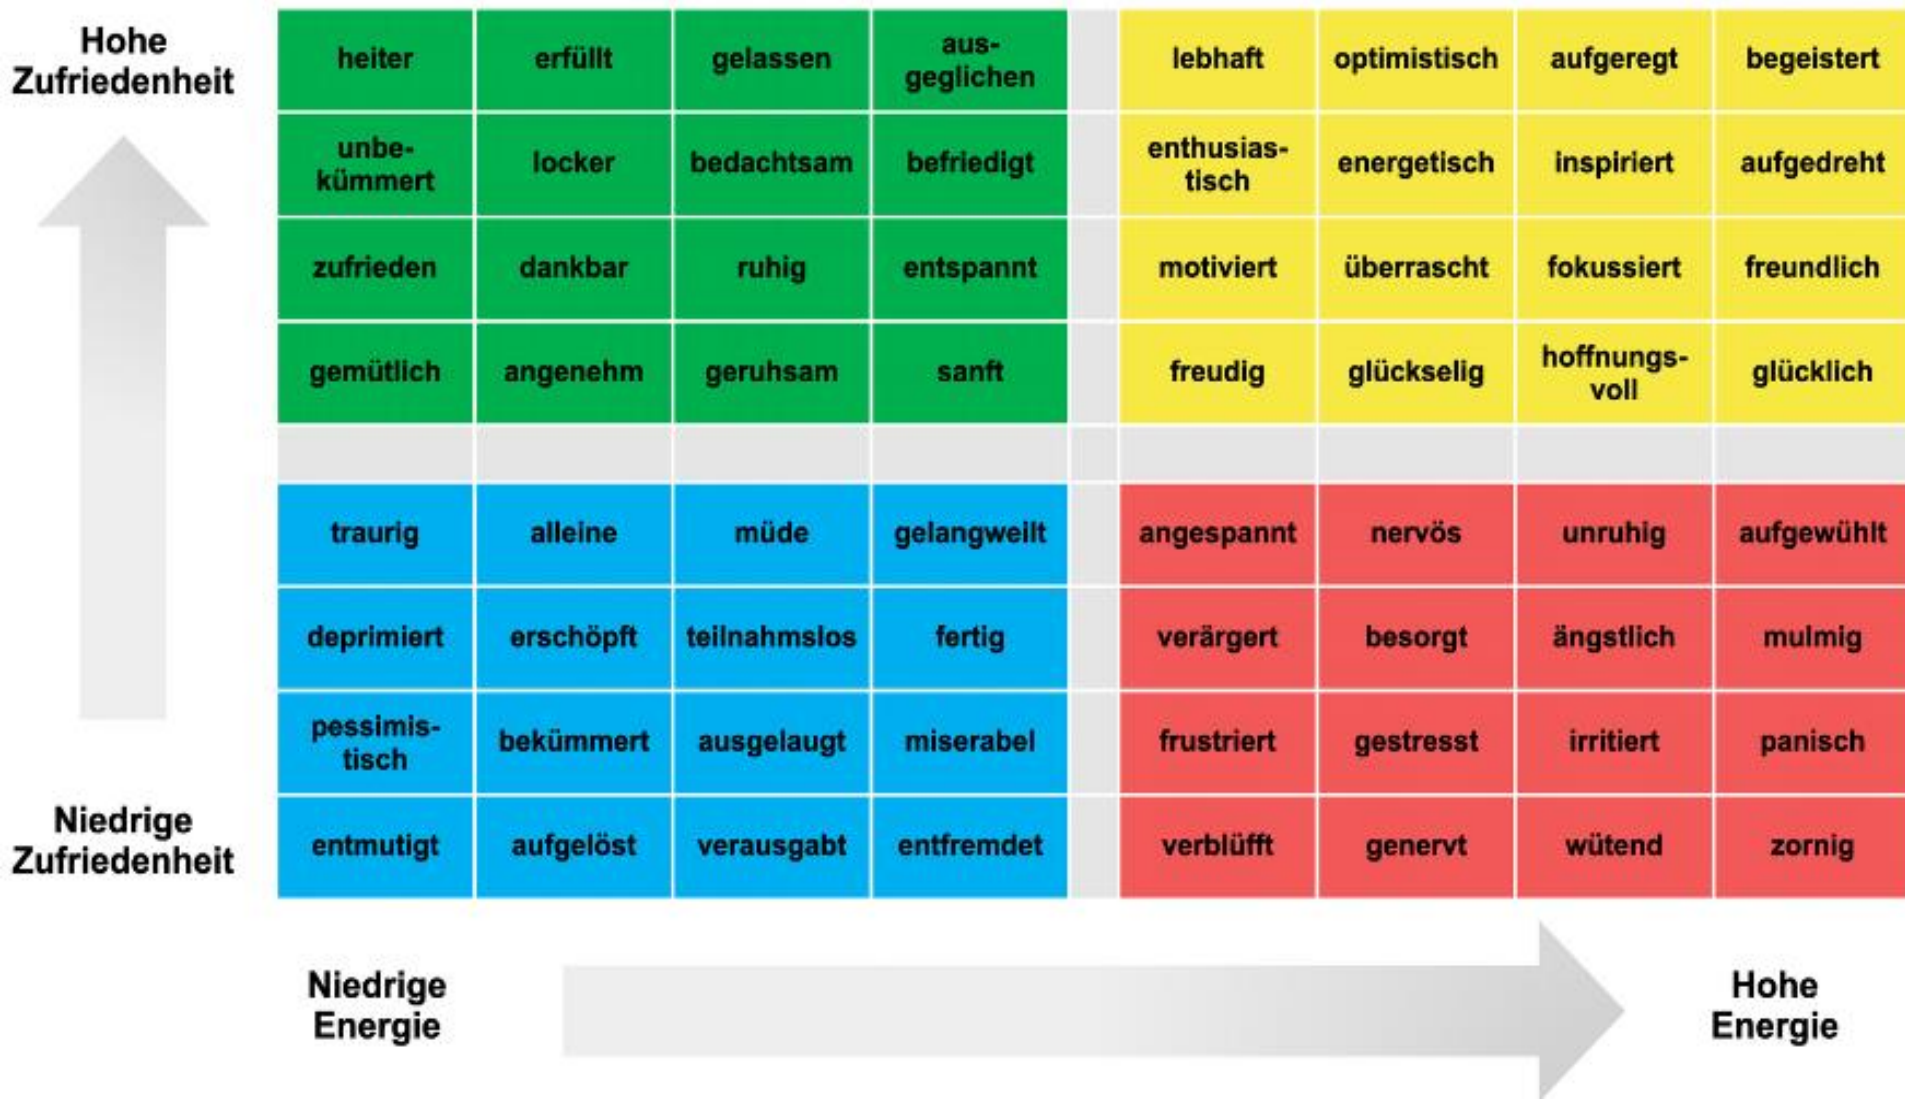 Hohe
Zufriedenheit
heiter
erfüllt
gelassen
aus-
geglichen
lebhaft
optimistisch
aufgeregt
begeistert
unbe-
kümmert
locker
bedachtsam
befriedigt
enthusias-
tisch
energetisch
inspiriert
aufgedreht
zufrieden
dankbar
ruhig
entspannt
motiviert
überrascht
fokussiert
freundlich
gemütlich
angenehm
geruhsam
sanft
freudig
glückselig
hoffnungs-
voll
glücklich
traurig
alleine
müde
gelangweilt
angespannt
nervös
unruhig
aufgewühlt
deprimiert
erschöpft
teilnahmslos
fertig
verärgert
besorgt
ängstlich
mulmig
pessimis-
tisch
bekümmert
ausgelaugt
miserabel
frustriert
gestresst
irritiert
panisch
Niedrige
Zufriedenheit
entmutigt
aufgelöst
verausgabt
entfremdet
verblüfft
genervt
wütend
zornig
Niedrige
Energie
Hohe
Energie